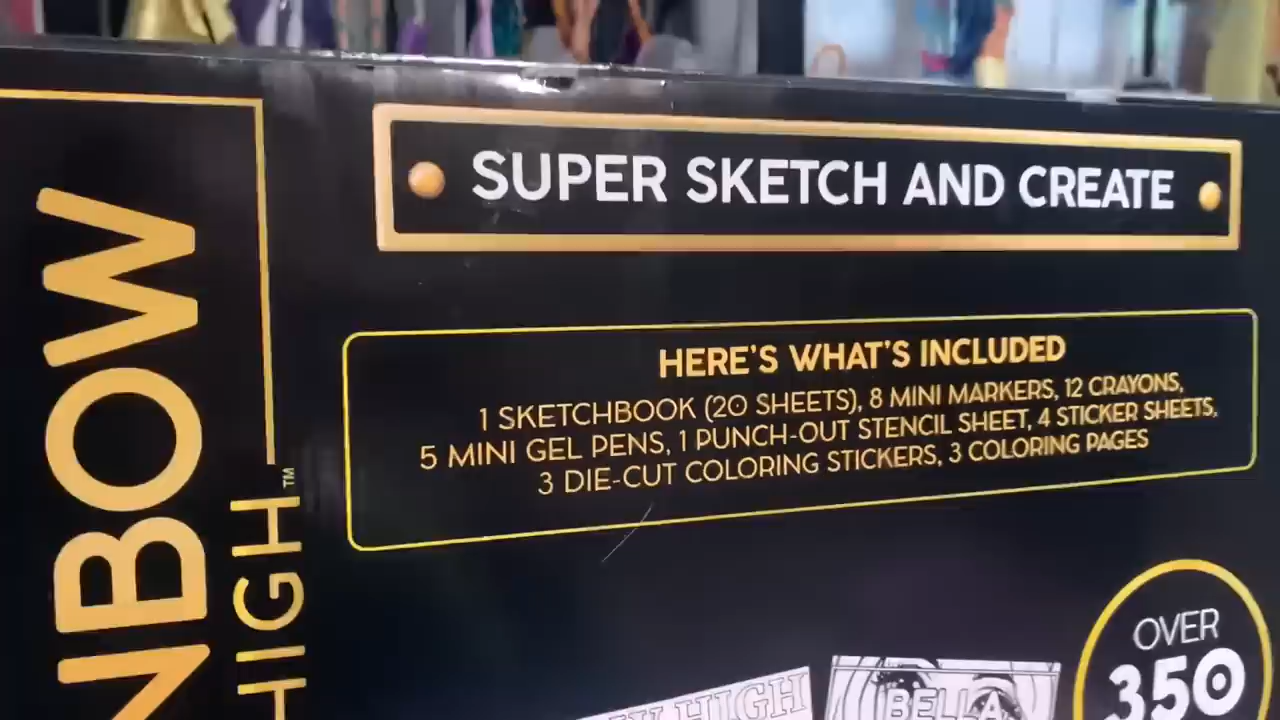 SUPER SKETCH AND CREATE
HERE'S WHAT'S INCLUDED
1 SKETCHBOOK (20 SHEETS), 8 MINI MARKERS, 12 CRAYONS,
5 MINI GEL PENS, 1 PUNCH-OUT STENCIL SHEET, 4 STICKER SHEETS,
3 DIE-CUT COLORING STICKERS, 3 COLORING PAGES
NBOW
HIGH™
OVER
350
HIGH
BELLA